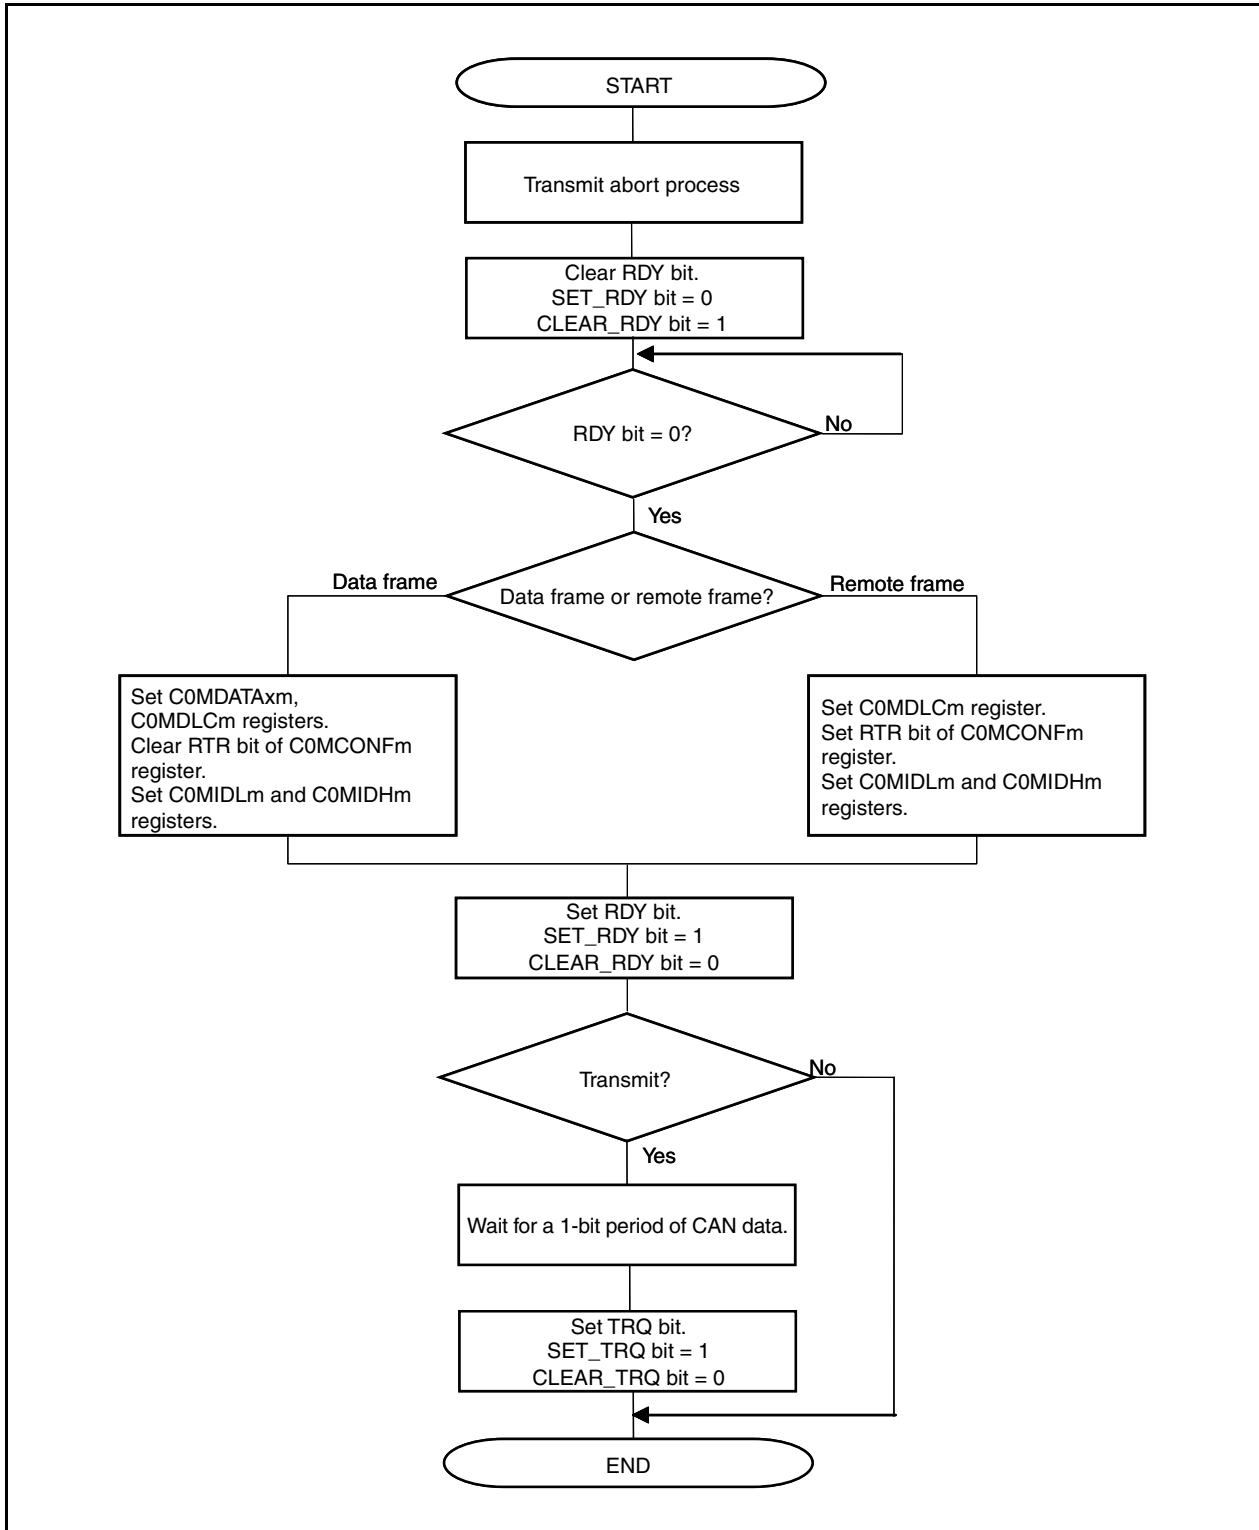 START
Transmit abort process
Clear RDY bit.
SET_RDY bit = 0
CLEAR_RDY bit = 1
RDY bit = 0?
No
Yes
Data frame or remote frame?
Data frame
Remote frame
Set C0MDATAxm,
C0MDLCm registers.
Clear RTR bit of C0MCONFm
register.
Set C0MIDLm and C0MIDHm
registers.
Set C0MDLCm register.
Set RTR bit of C0MCONFm
register.
Set C0MIDLm and C0MIDHm
registers.
Set RDY bit.
SET_RDY bit = 1
CLEAR_RDY bit = 0
Transmit?
No
Yes
Wait for a 1-bit period of CAN data.
Set TRQ bit.
SET_TRQ bit = 1
CLEAR_TRQ bit = 0
END